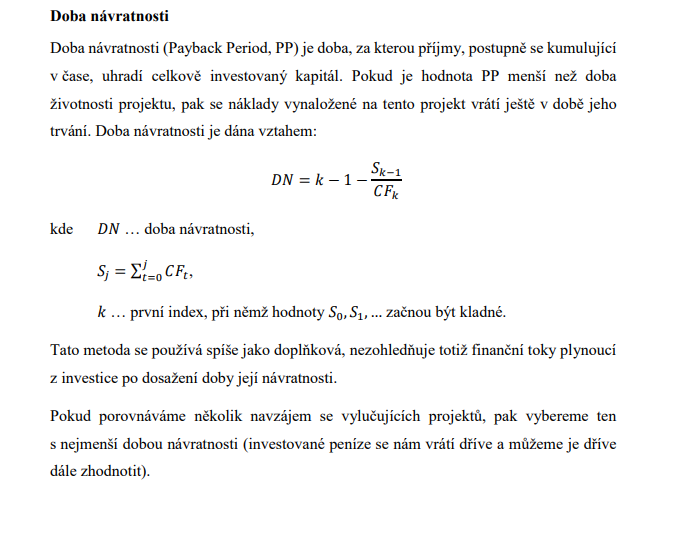 Doba návratnosti
Doba návratnosti (Payback Period, PP) je doba, za kterou příjmy, postupně se kumulující
v čase, uhradí celkově investovaný kapitál. Pokud je hodnota PP menší než doba
životnosti projektu, pak se náklady vynaložené na tento projekt vrátí ještě v době jeho
trvání. Doba návratnosti je dána vztahem:
DN = k − 1 − S_{k−1}/CF_k
kde DN … doba návratnosti,
S_j = ∑_{t=0}^{j} CF_t,
k … první index, při němž hodnoty S_0, S_1, … začnou být kladné.
Tato metoda se používá spíše jako doplňková, nezohledňuje totiž finanční toky plynoucí
z investice po dosažení doby její návratnosti.
Pokud porovnáváme několik navzájem se vylučujících projektů, pak vybereme ten
s nejmenší dobou návratnosti (investované peníze se nám vrátí dříve a můžeme je dříve
dále zhodnotit).